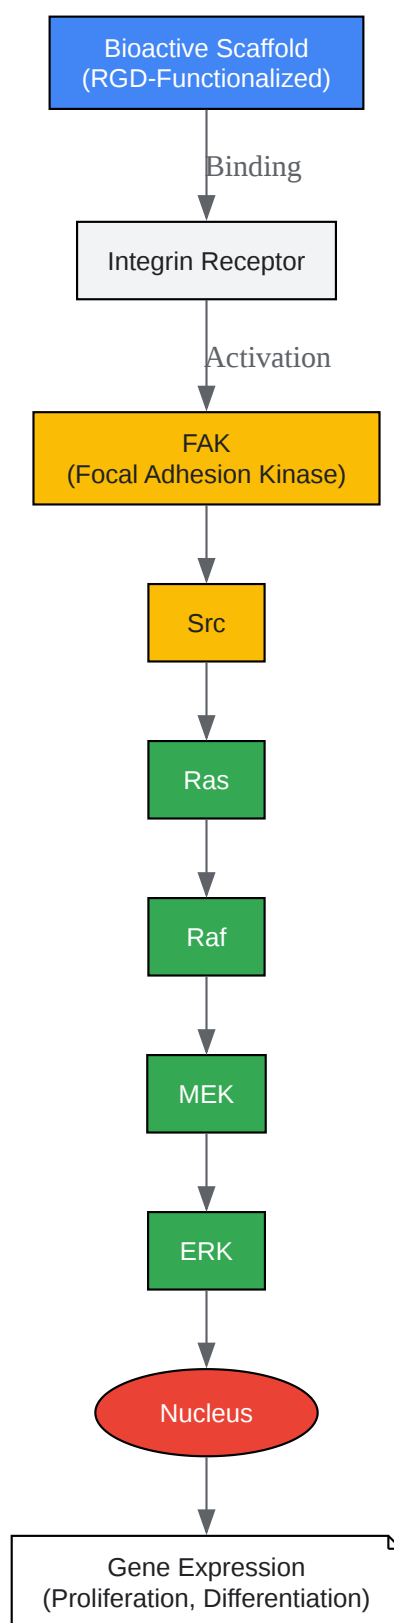 Bioactive Scaffold
(RGD-Functionalized)
Binding
Integrin Receptor
Activation
FAK
(Focal Adhesion Kinase)
Src
Ras
Raf
MEK
ERK
Nucleus
Gene Expression
(Proliferation, Differentiation)